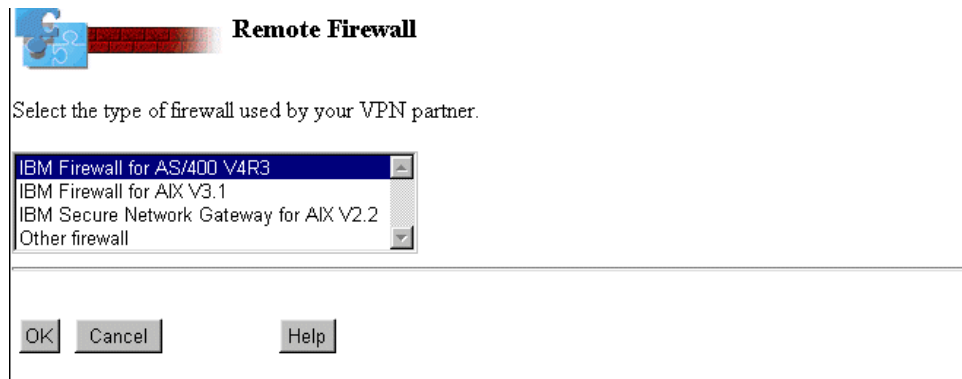 Remote Firewall
Select the type of firewall used by your VPN partner.
IBM Firewall for AS/400 V4R3
IBM Firewall for AIX V3.1
IBM Secure Network Gateway for AIX V2.2
Other firewall
OK Cancel Help